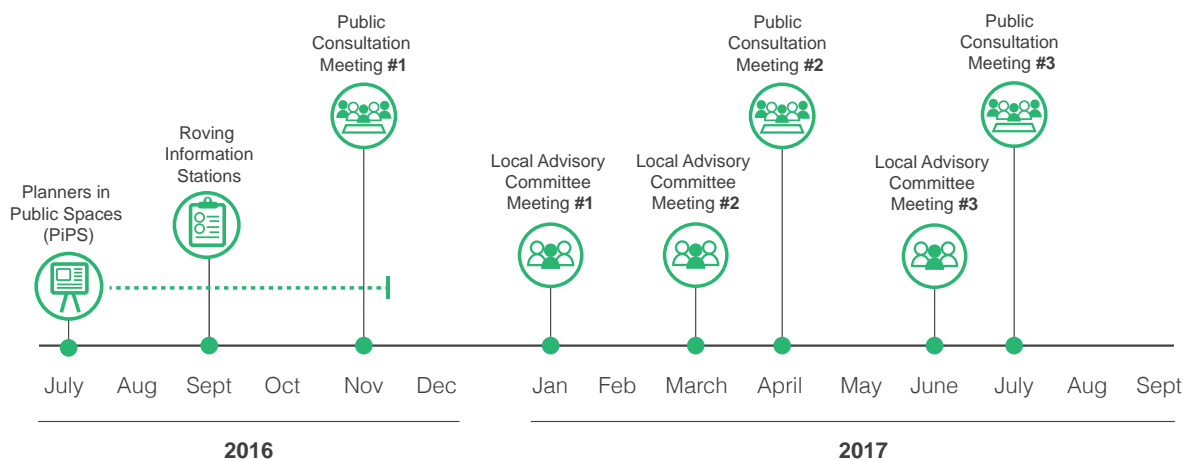 Public
Consultation
Meeting #1
Public
Consultation
Meeting #2
Public
Consultation
Meeting #3
Roving
Information
Stations
Local Advisory
Committee
Meeting #1
Local Advisory
Committee
Meeting #2
Local Advisory
Committee
Meeting #3
Planners in
Public Spaces
(PiPS)
July Aug Sept Oct Nov Dec Jan Feb March April May June July Aug Sept
2016 2017